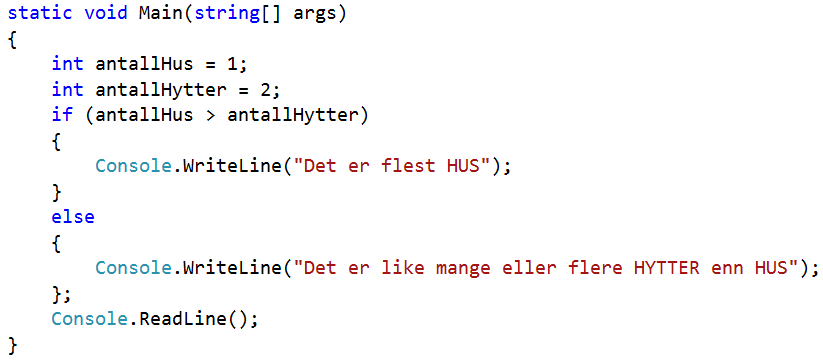 static void Main(string[] args)
{
    int antallHus = 1;
    int antallHytter = 2;
    if (antallHus > antallHytter)
    {
        Console.WriteLine("Det er flest HUS");
    }
    else
    {
        Console.WriteLine("Det er like mange eller flere HYTTER enn HUS");
    };
    Console.ReadLine();
}